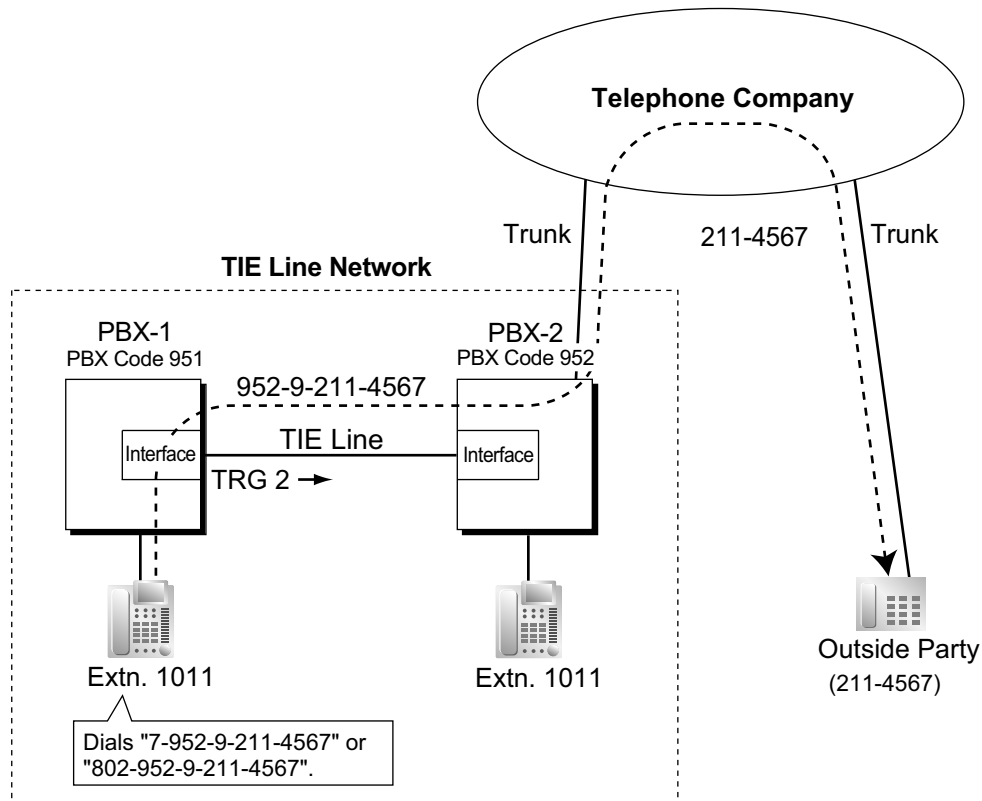 Telephone Company
Trunk
211-4567
Trunk
TIE Line Network
PBX-1
PBX Code 951
PBX-2
PBX Code 952
952-9-211-4567
Interface
TIE Line
Interface
TRG 2
Extn. 1011
Extn. 1011
Outside Party
(211-4567)
Dials "7-952-9-211-4567" or
"802-952-9-211-4567".